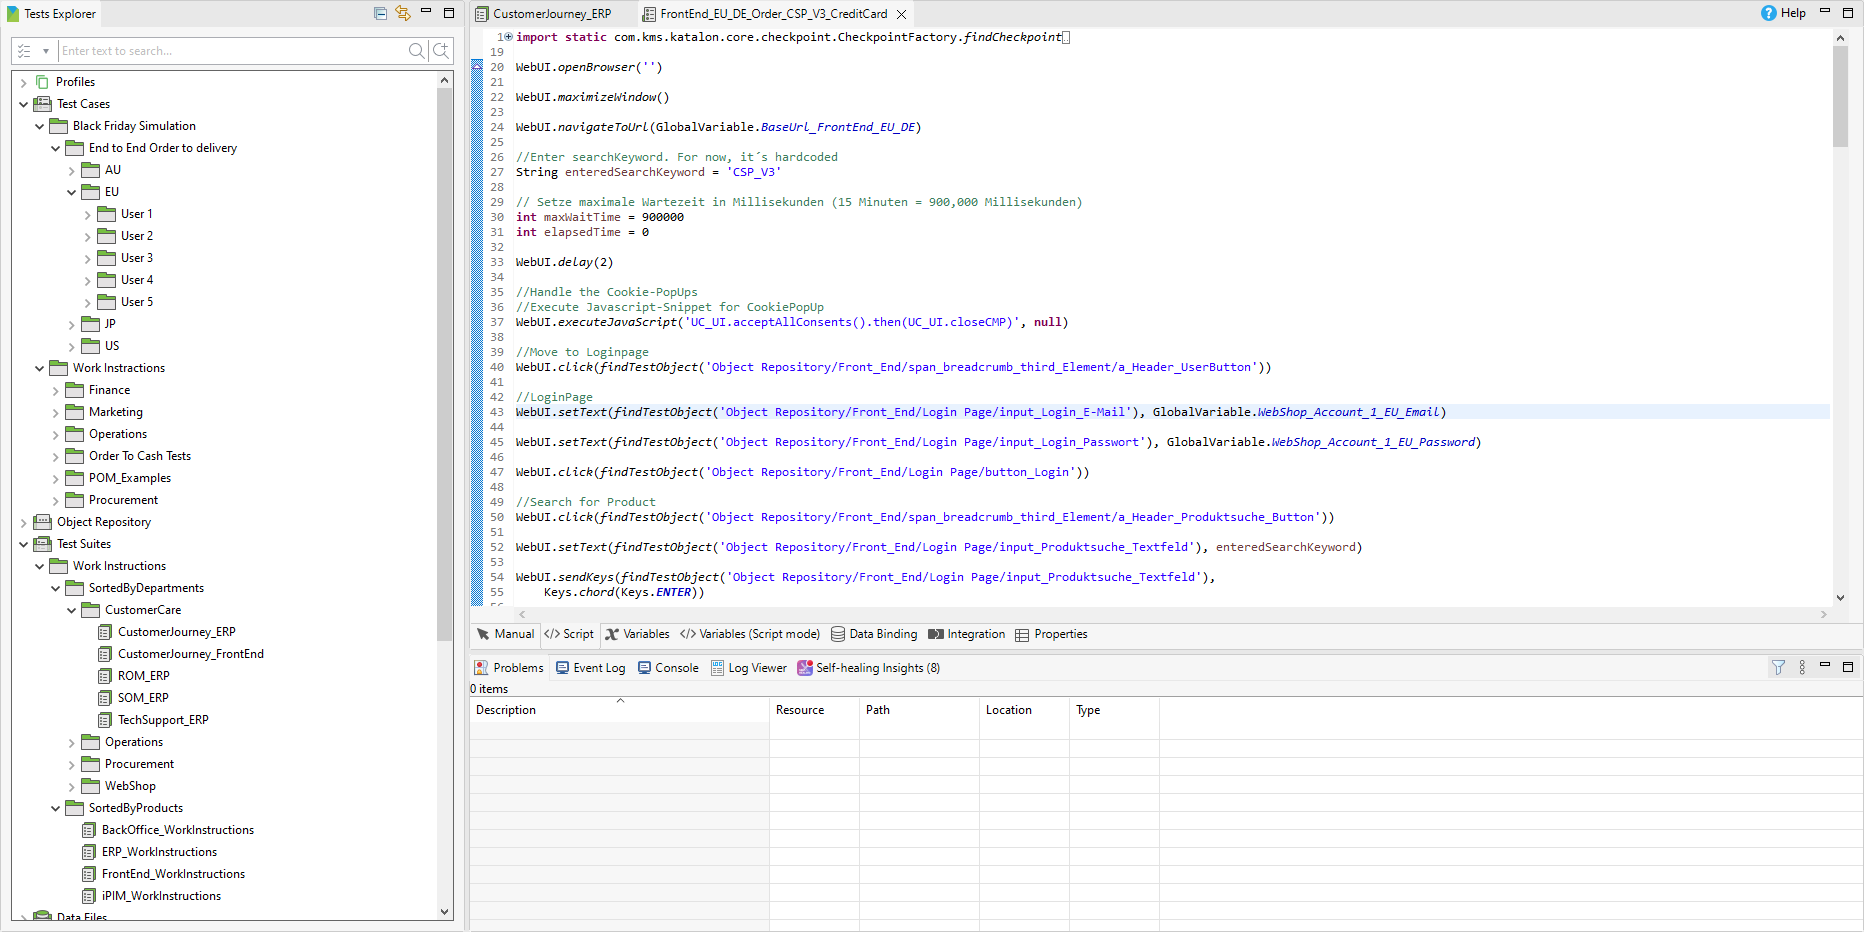 Tests Explorer
Enter text to search...
Profiles
Test Cases
Black Friday Simulation
End to End Order to delivery
AU
EU
User 1
User 2
User 3
User 4
User 5
JP
US
Work Instractions
Finance
Marketing
Operations
Order To Cash Tests
POM_Examples
Procurement
Object Repository
Test Suites
Work Instructions
SortedByDepartments
CustomerCare
CustomerJourney_ERP
CustomerJourney_FrontEnd
ROM_ERP
SOM_ERP
TechSupport_ERP
Operations
Procurement
WebShop
SortedByProducts
BackOffice_WorkInstructions
ERP_WorkInstructions
FrontEnd_WorkInstructions
iPIM_WorkInstructions
Data Files
CustomerJourney_ERP
FrontEnd_EU_DE_Order_CSP_V3_CreditCard
Help
1 import static com.kms.katalon.core.checkpoint.CheckpointFactory.findCheckpoint
19
20 WebUI.openBrowser('')
21
22 WebUI.maximizeWindow()
23
24 WebUI.navigateToUrl(GlobalVariable.BaseUrl_FrontEnd_EU_DE)
25
26 //Enter searchKeyword. For now, it´s hardcoded
27 String enteredSearchKeyword = 'CSP_V3'
28
29 // Setze maximale Wartezeit in Millisekunden (15 Minuten = 900,000 Millisekunden)
30 int maxWaitTime = 900000
31 int elapsedTime = 0
32
33 WebUI.delay(2)
34
35 //Handle the Cookie-PopUps
36 //Execute Javascript-Snippet for CookiePopUp
37 WebUI.executeJavaScript('UC_UI.acceptAllConsents().then(UC_UI.closeCMP)', null)
38
39 //Move to Loginpage
40 WebUI.click(findTestObject('Object Repository/Front_End/span_breadcrumb_third_Element/a_Header_UserButton'))
41
42 //LoginPage
43 WebUI.setText(findTestObject('Object Repository/Front_End/Login Page/input_Login_E-Mail'), GlobalVariable.WebShop_Account_1_EU_Email)
44
45 WebUI.setText(findTestObject('Object Repository/Front_End/Login Page/input_Login_Passwort'), GlobalVariable.WebShop_Account_1_EU_Password)
46
47 WebUI.click(findTestObject('Object Repository/Front_End/Login Page/button_Login'))
48
49 //Search for Product
50 WebUI.click(findTestObject('Object Repository/Front_End/span_breadcrumb_third_Element/a_Header_Produktsuche_Button'))
51
52 WebUI.setText(findTestObject('Object Repository/Front_End/Login Page/input_Produktsuche_Textfeld'), enteredSearchKeyword)
53
54 WebUI.sendKeys(findTestObject('Object Repository/Front_End/Login Page/input_Produktsuche_Textfeld'),
55 Keys.chord(Keys.ENTER))
Manual </> Script Variables </> Variables (Script mode) Data Binding Integration Properties
Problems Event Log Console Log Viewer Self-healing Insights (8)
0 items
Description Resource Path Location Type